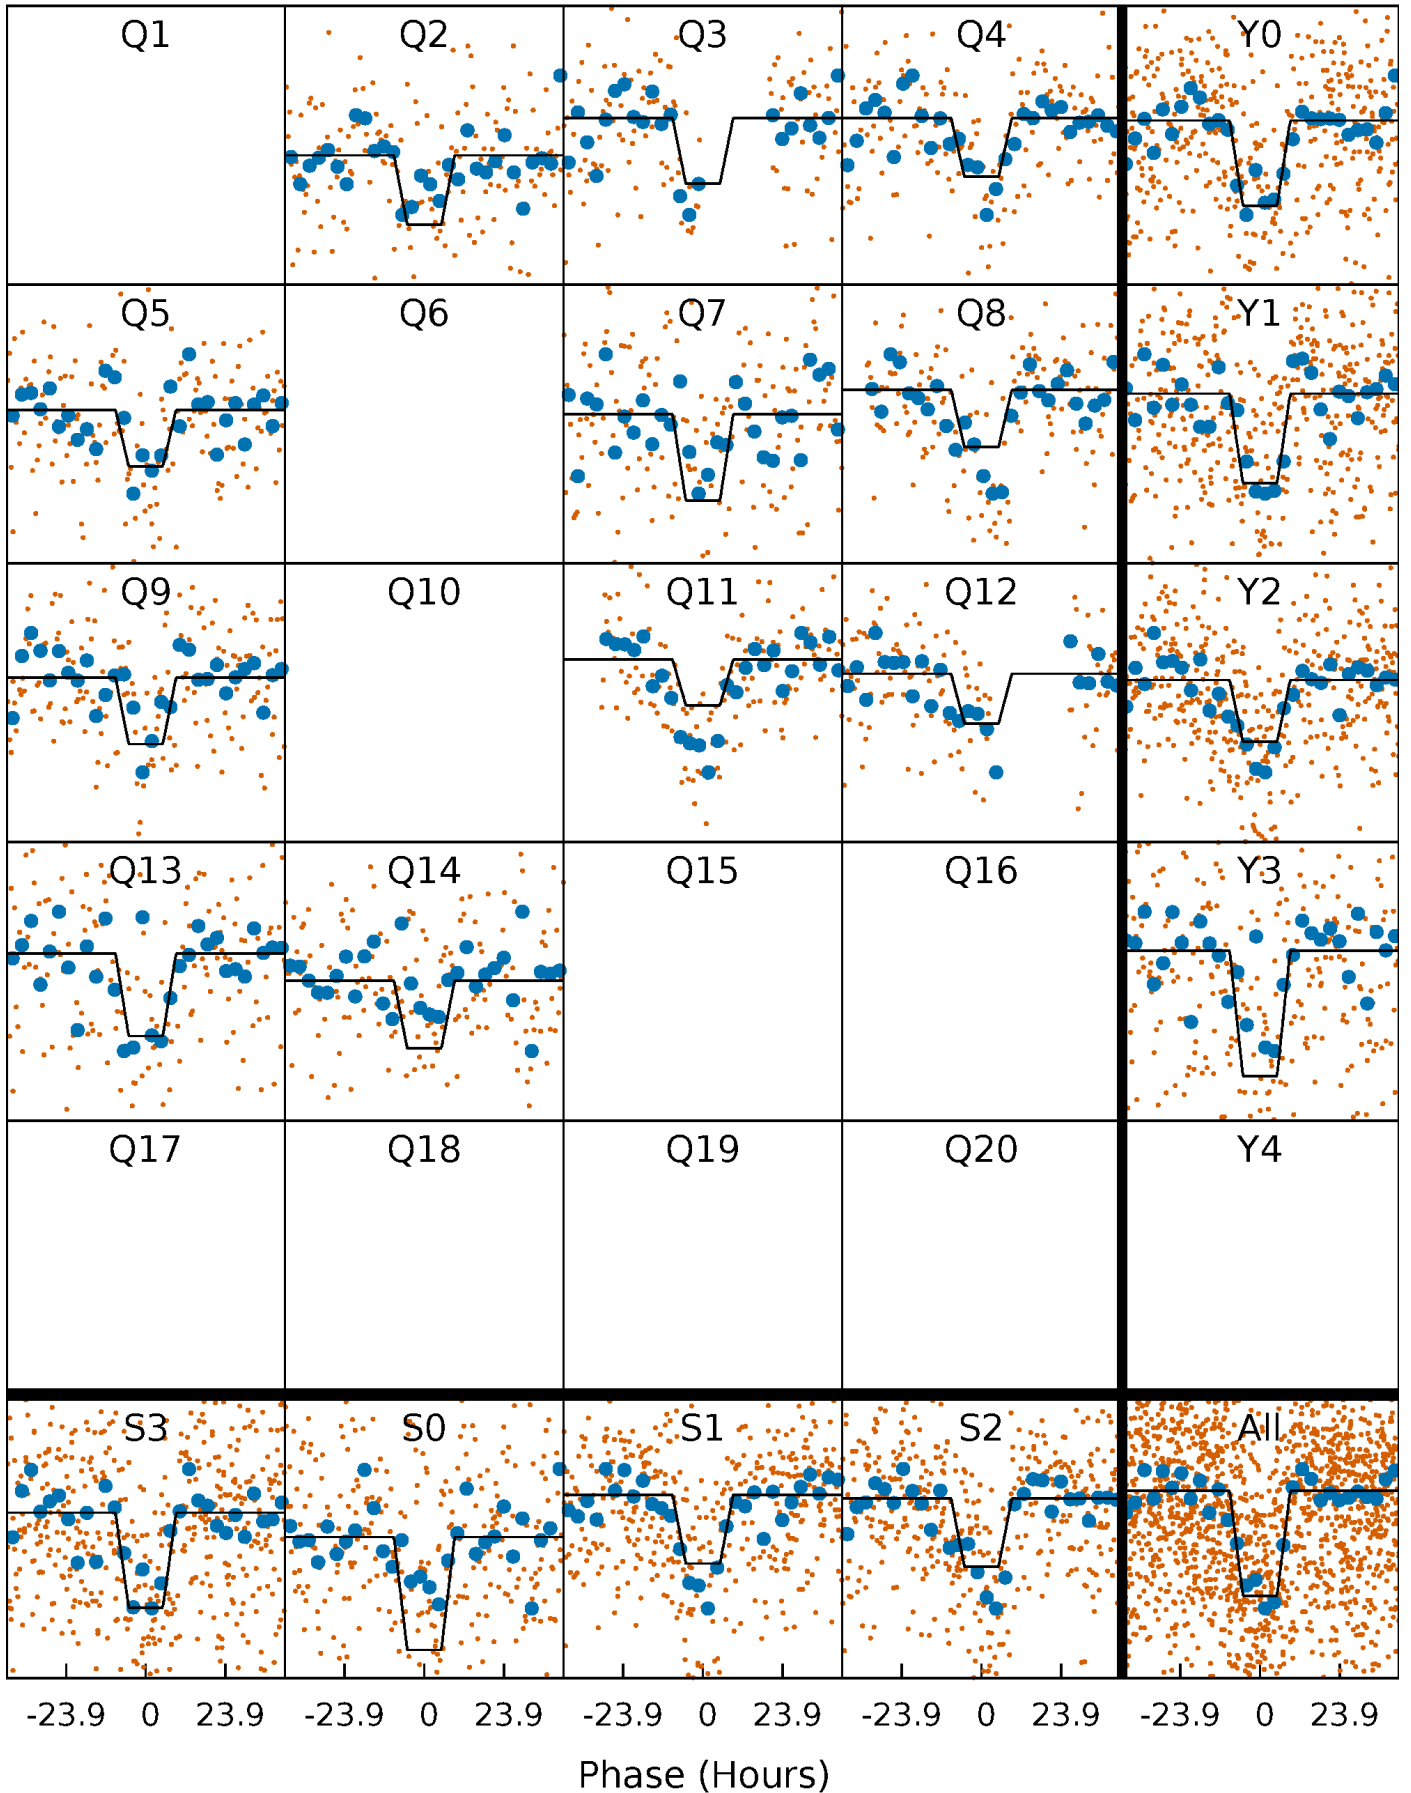 Q1 Q2 Q3 Q4 Y0
Q5 Q6 Q7 Q8 Y1
Q9 Q10 Q11 Q12 Y2
Q13 Q14 Q15 Q16 Y3
Q17 Q18 Q19 Q20 Y4
S3 S0 S1 S2 All
-23.9 0 23.9 -23.9 0 23.9 -23.9 0 23.9 -23.9 0 23.9 -23.9 0 23.9
Phase (Hours)